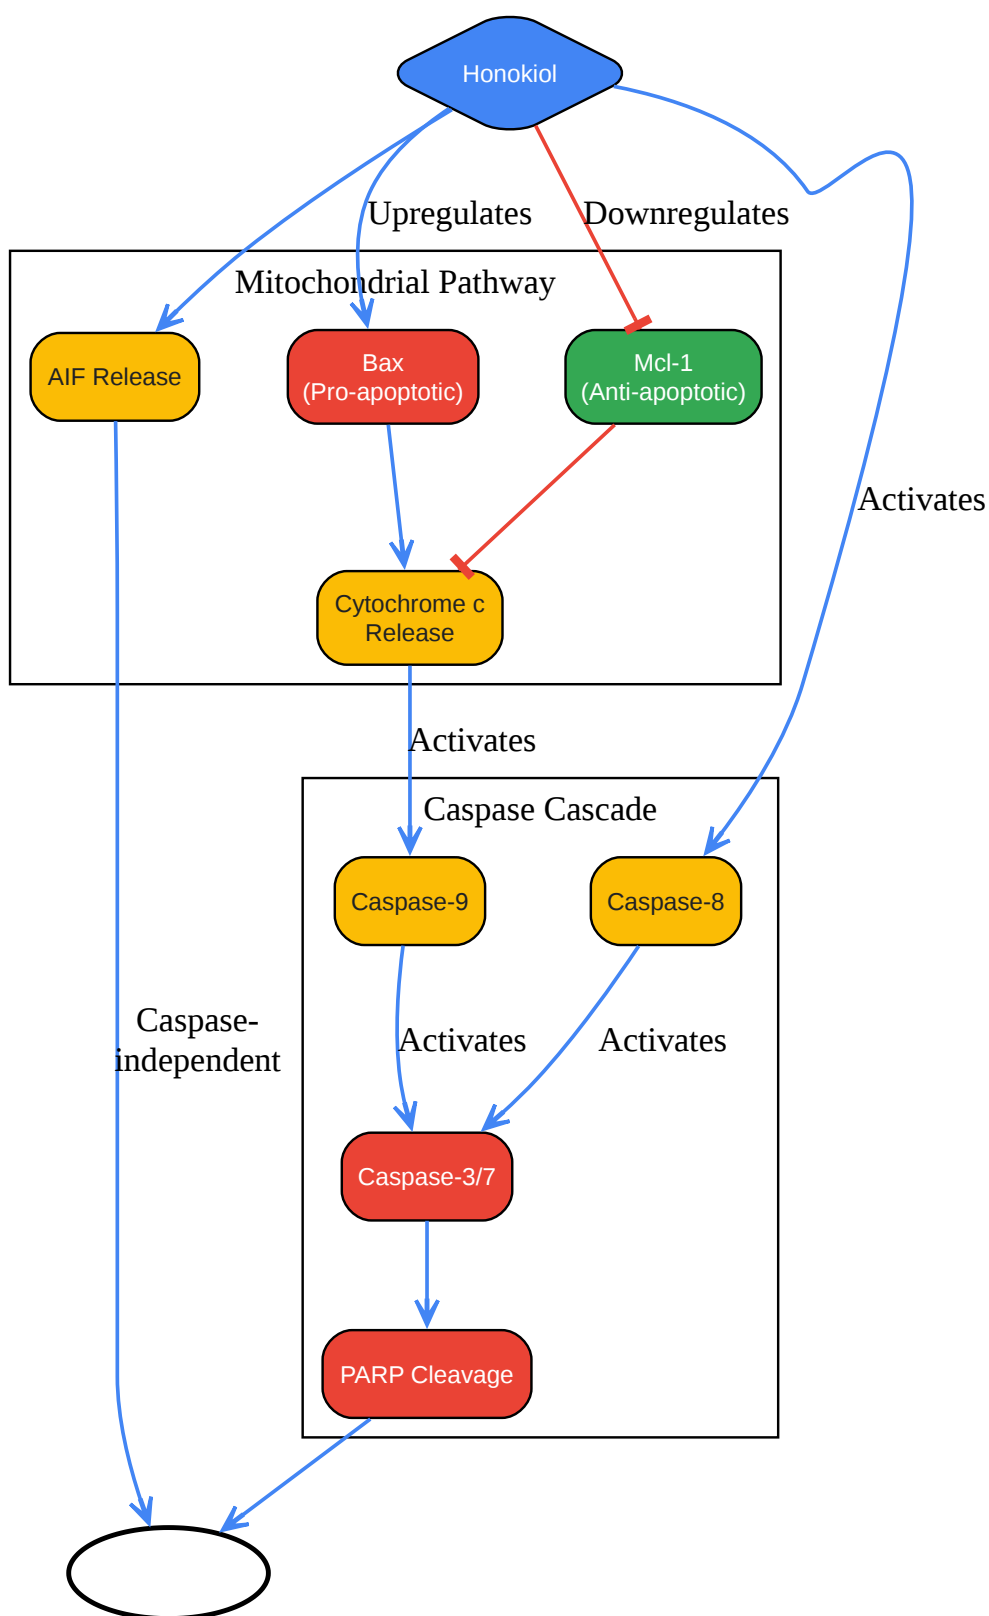 Honokiol
Upregulates
Downregulates
Mitochondrial Pathway
AIF Release
Bax
(Pro-apoptotic)
Mcl-1
(Anti-apoptotic)
Activates
Cytochrome c
Release
Activates
Caspase Cascade
Caspase-9
Caspase-8
Caspase-
independent
Activates
Activates
Caspase-3/7
PARP Cleavage